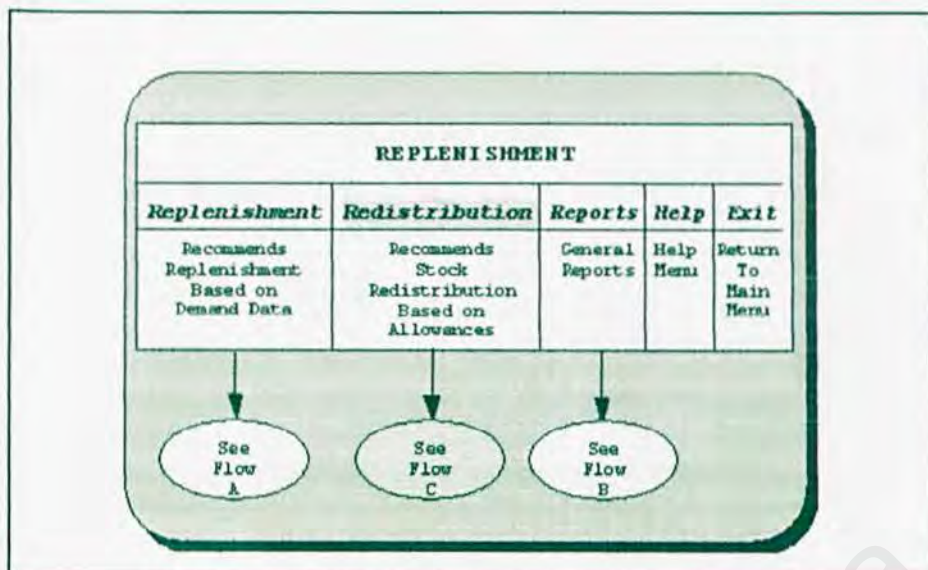 REPLENISHMENT
Replenishment Redistribution Reports Help Exit
Recommends
Replenishment
Based on
Demand Data
Recommends
Stock
Redistribution
Based on
Allowances
General
Reports
Help
Menu
Return
To
Main
Menu
See
Flow
A
See
Flow
C
See
Flow
B